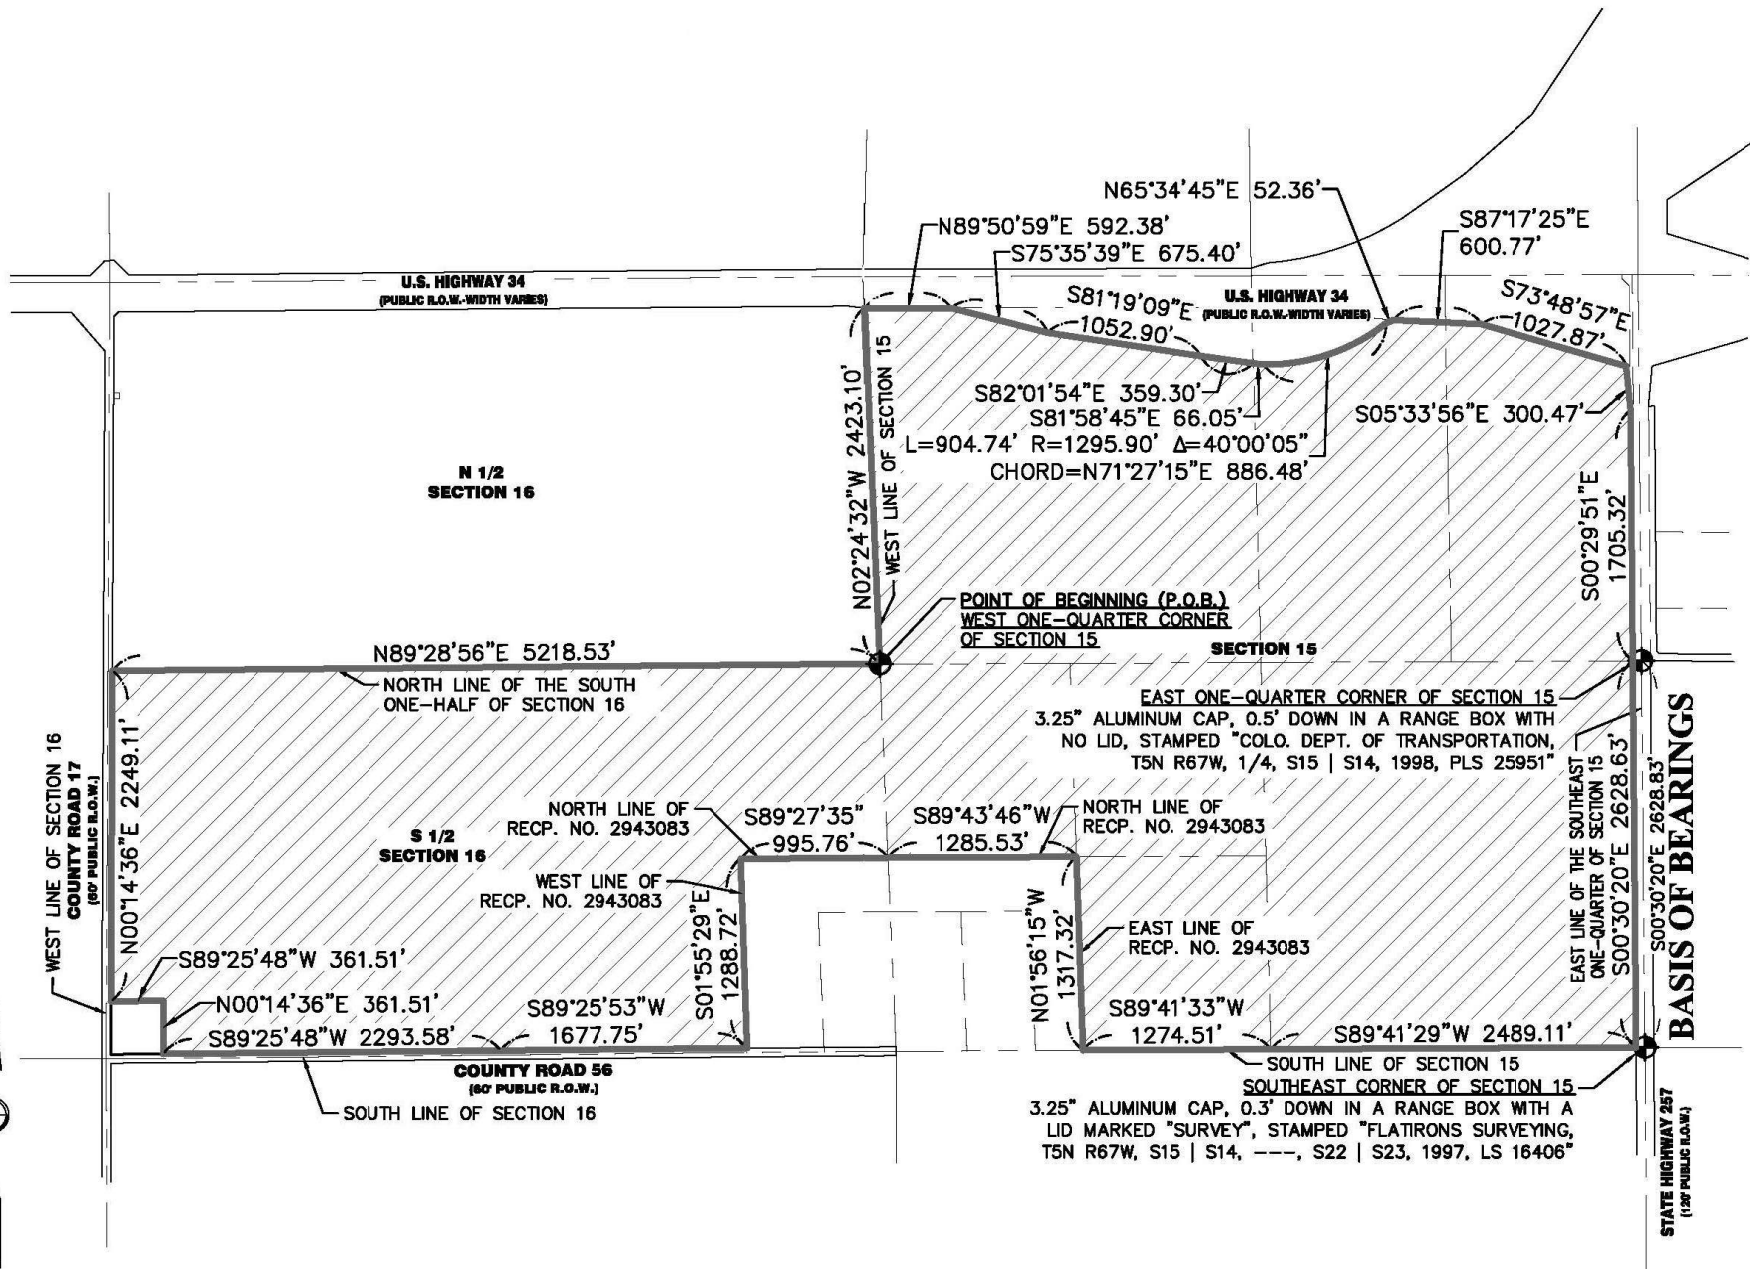 N65°34'45"E 52.36'
N89°50'59"E 592.38'
S75°35'39"E 675.40'
S87°17'25"E
600.77'
U.S. HIGHWAY 34
(PUBLIC R.O.W.-WIDTH VARIES)
S81°19'09"E
1052.90'
U.S. HIGHWAY 34
(PUBLIC R.O.W.-WIDTH VARIES)
S73°48'57"E
1027.87'
S82°01'54"E 359.30'
S81°58'45"E 66.05'
L=904.74' R=1295.90' Δ=40°00'05"
CHORD=N71°27'15"E 886.48'
S05°33'56"E 300.47'
N 1/2
SECTION 16
N02°24'32"W 2423.10'
WEST LINE OF SECTION 15
S00°29'51"E
1705.32'
POINT OF BEGINNING (P.O.B.)
WEST ONE-QUARTER CORNER
OF SECTION 15
SECTION 15
N89°28'56"E 5218.53'
NORTH LINE OF THE SOUTH
ONE-HALF OF SECTION 16
EAST ONE-QUARTER CORNER OF SECTION 15
3.25" ALUMINUM CAP, 0.5' DOWN IN A RANGE BOX WITH
NO LID, STAMPED "COLO. DEPT. OF TRANSPORTATION,
T5N R67W, 1/4, S15 | S14, 1998, PLS 25951"
WEST LINE OF SECTION 16
COUNTY ROAD 17
(60' PUBLIC R.O.W.)
N00°14'36"E 2249.11'
S 1/2
SECTION 16
NORTH LINE OF
RECP. NO. 2943083
S89°27'35"
995.76'
S89°43'46"W
1285.53'
NORTH LINE OF
RECP. NO. 2943083
WEST LINE OF
RECP. NO. 2943083
S01°55'29"E
1288.72'
N01°56'15"W
1317.32'
EAST LINE OF
RECP. NO. 2943083
EAST LINE OF THE SOUTHEAST
ONE-QUARTER OF SECTION 15
S00°30'20"E 2628.63'
S00°30'20"E 2628.83'
BASIS OF BEARINGS
S89°25'48"W 361.51'
N00°14'36"E 361.51'
S89°25'48"W 2293.58'
S89°25'53"W
1677.75'
S89°41'33"W
1274.51'
S89°41'29"W 2489.11'
COUNTY ROAD 56
(60' PUBLIC R.O.W.)
SOUTH LINE OF SECTION 16
SOUTH LINE OF SECTION 15
SOUTHEAST CORNER OF SECTION 15
3.25" ALUMINUM CAP, 0.3' DOWN IN A RANGE BOX WITH A
LID MARKED "SURVEY", STAMPED "FLATIRONS SURVEYING,
T5N R67W, S15 | S14, ---, S22 | S23, 1997, LS 16406"
STATE HIGHWAY 257
(120' PUBLIC R.O.W.)